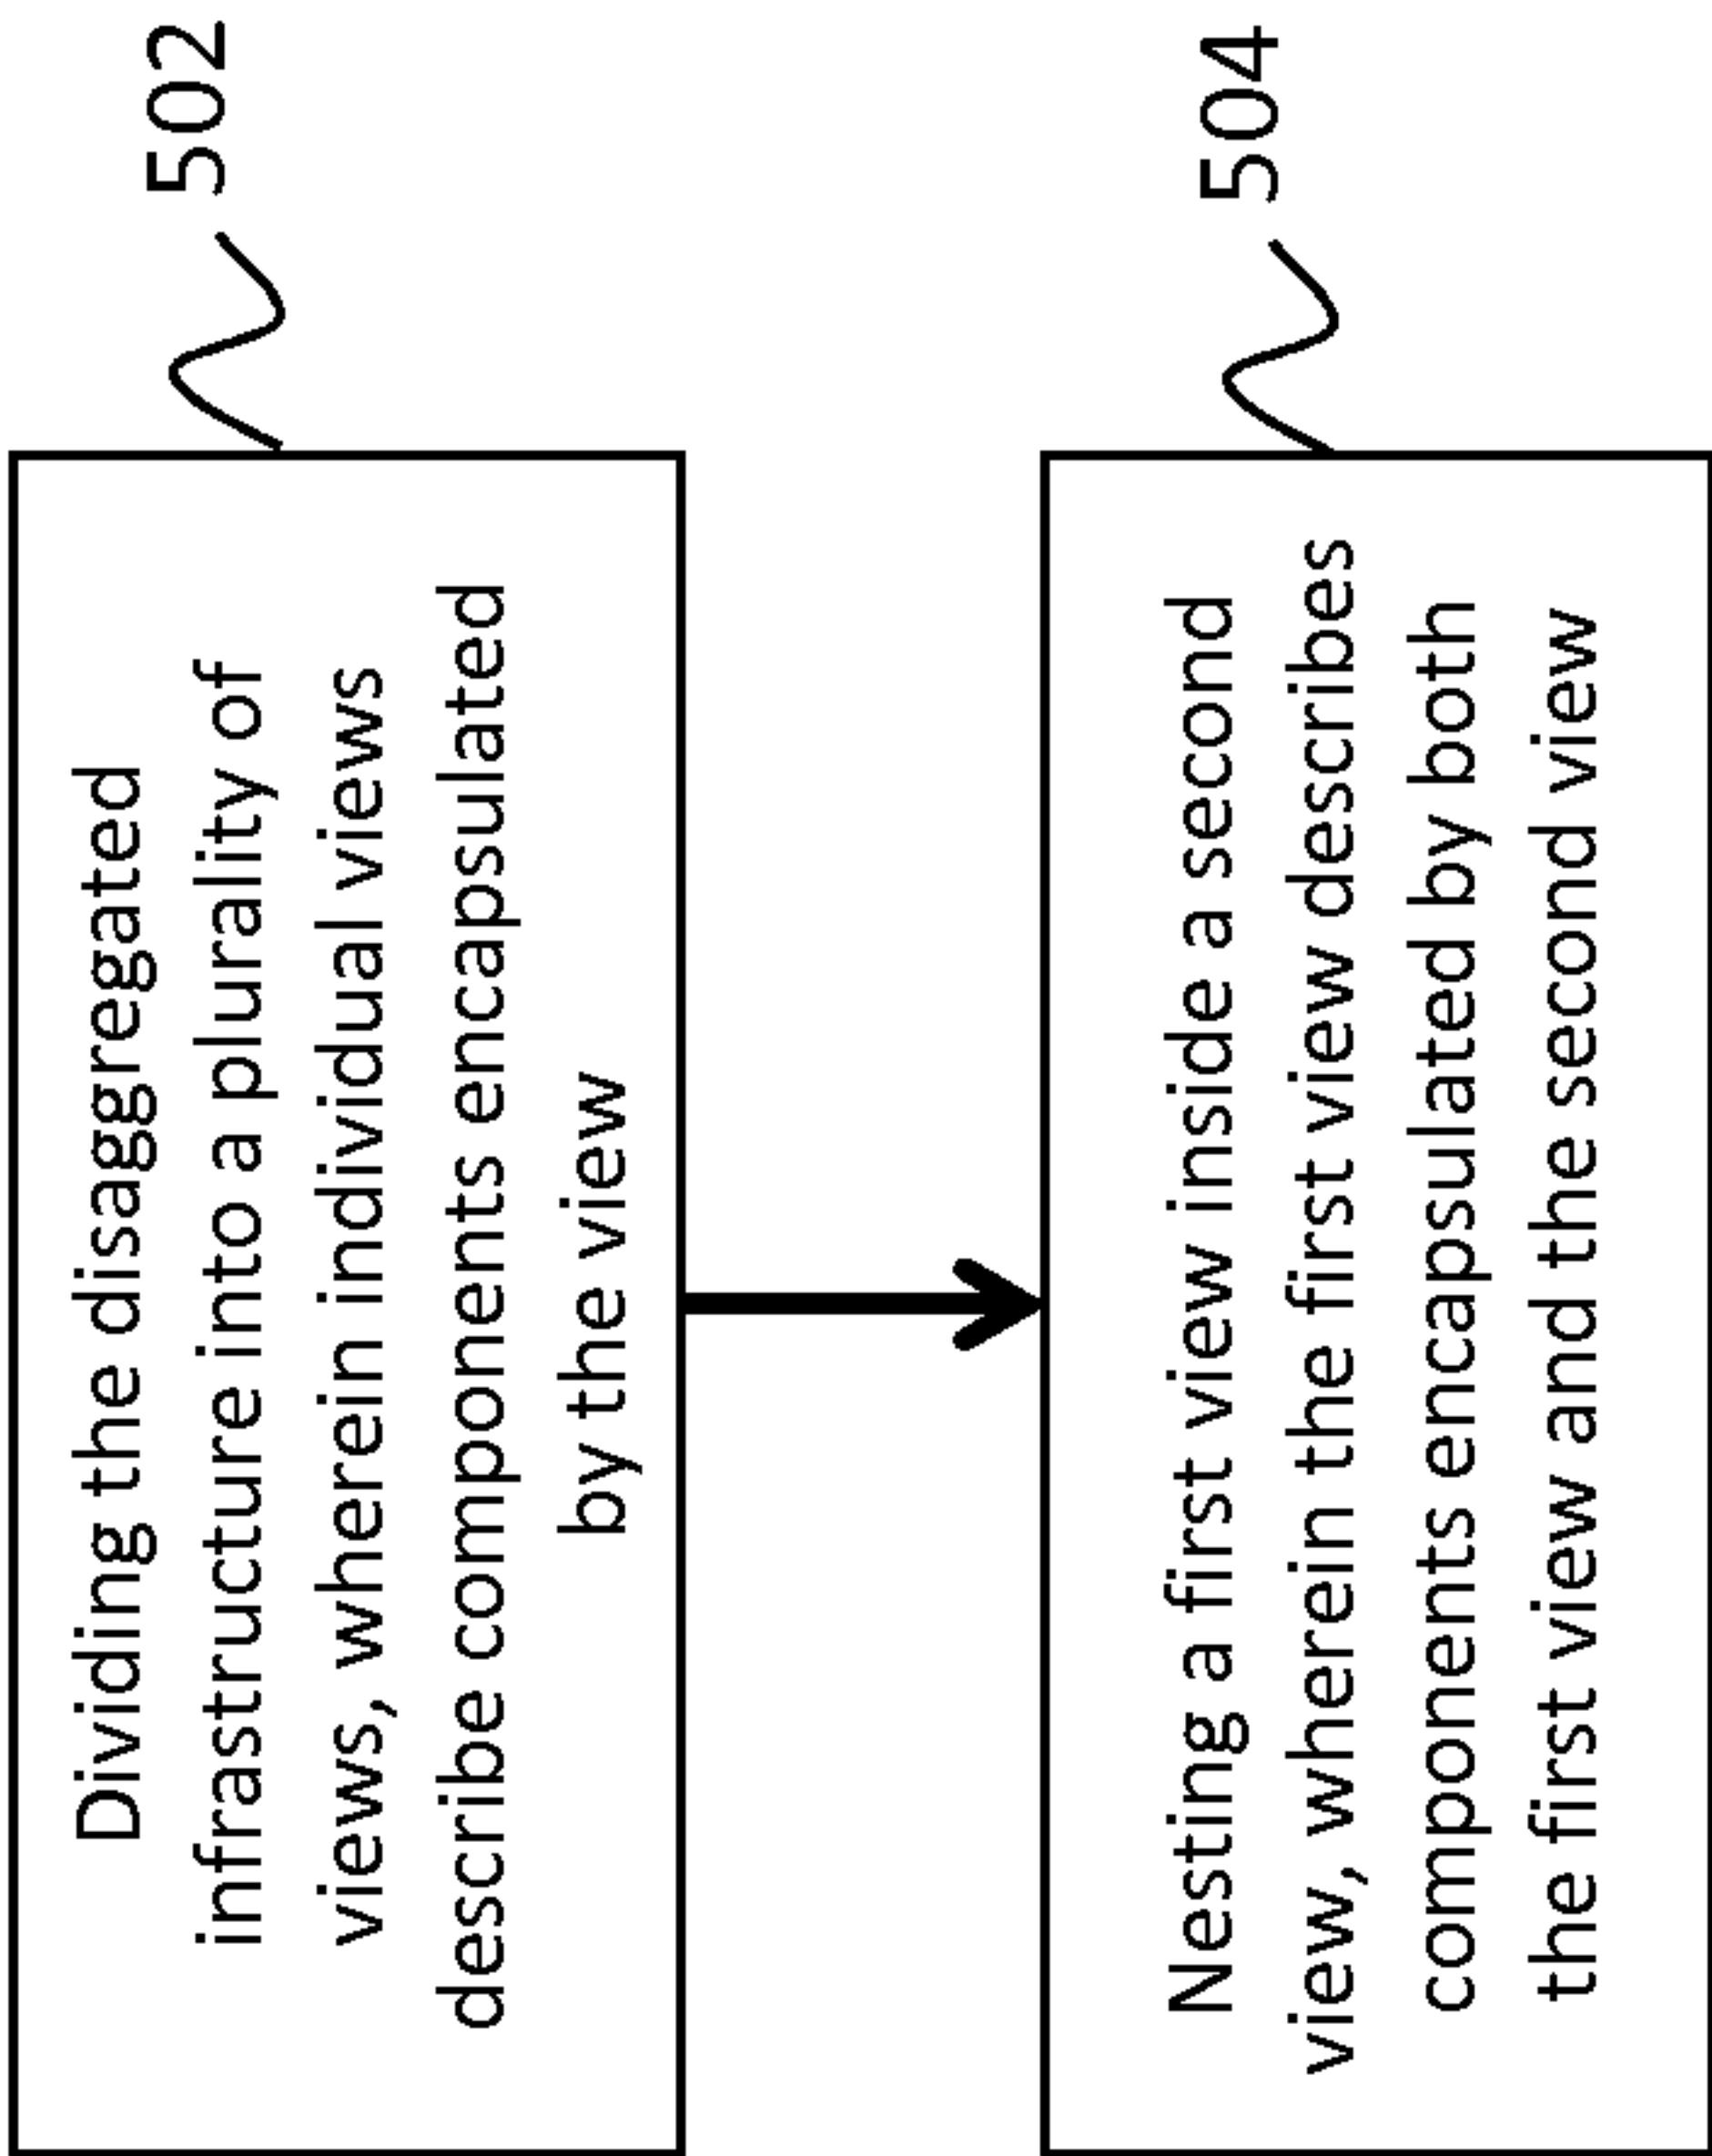 Dividing the disaggregated
infrastructure into a plurality of
views, wherein individual views
describe components encapsulated
by the view
502
Nesting a first view inside a second
view, wherein the first view describes
components encapsulated by both
the first view and the second view
504